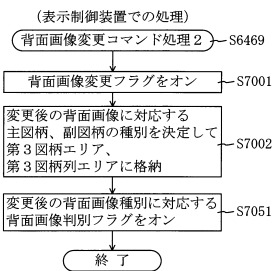 (表示制御装置での処理)
背面画像変更コマンド処理2
S6469
背面画像変更フラグをオン
S7001
変更後の背面画像に対応する
主図柄、副図柄の種別を決定して
第3図柄エリア、
第3図柄列エリアに格納
S7002
変更後の背面画像種別に対応する
背面画像判別フラグをオン
S7051
終了